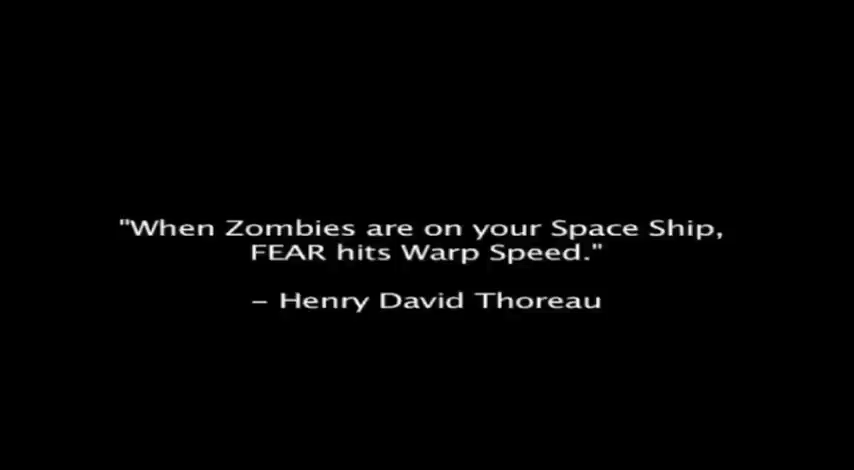 "When Zombies are on your Space Ship,
FEAR hits Warp Speed."
– Henry David Thoreau